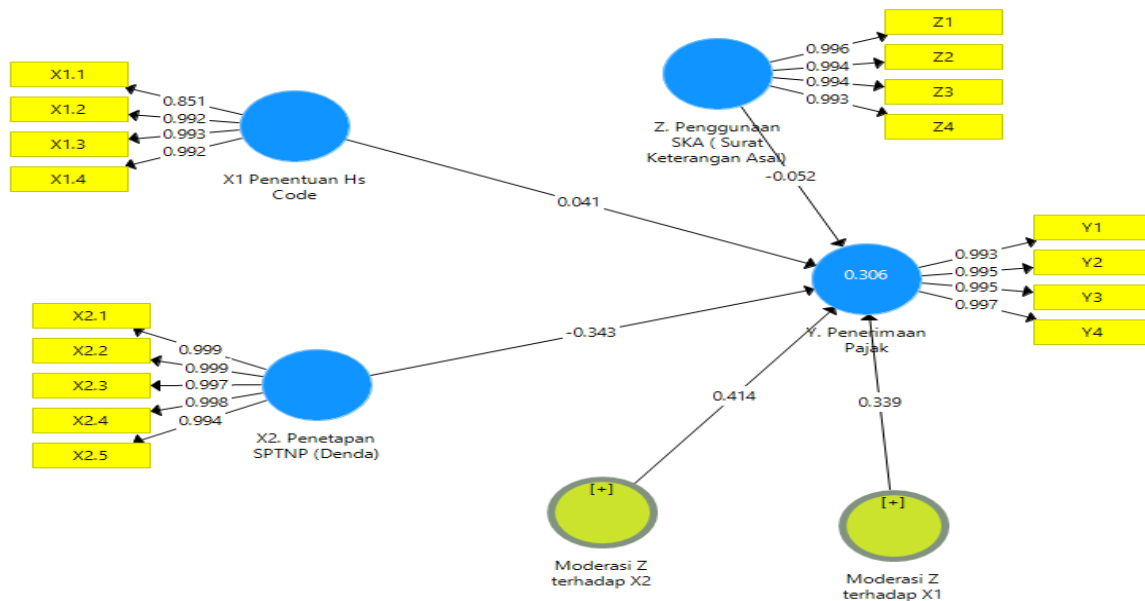 X1.1
X1.2
X1.3
X1.4
0.851
0.992
0.993
0.992
X1 Penentuan Hs
Code
Z1
Z2
Z3
Z4
0.996
0.994
0.994
0.993
Z. Penggunaan
SKA ( Surat
Keterangan Asal)
-0.052
0.041
Y1
Y2
Y3
Y4
0.993
0.995
0.995
0.997
0.306
Y. Penerimaan
Pajak
X2.1
X2.2
X2.3
X2.4
X2.5
0.999
0.999
0.997
0.998
0.994
X2. Penetapan
SPTNP (Denda)
-0.343
0.414
0.339
[+]
Moderasi Z
terhadap X2
[+]
Moderasi Z
terhadap X1